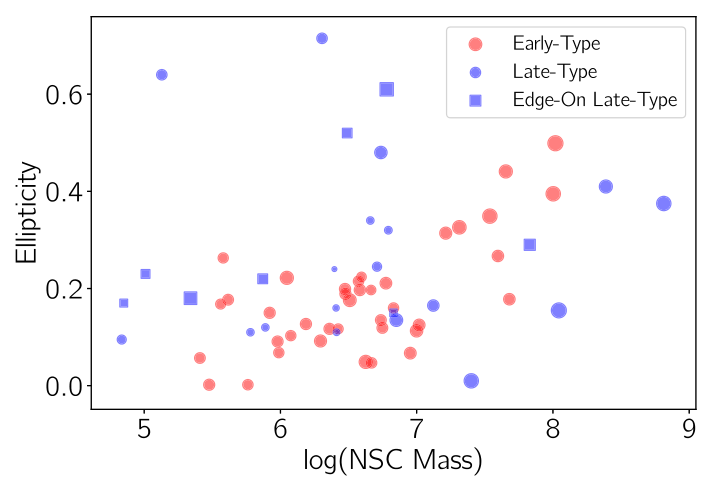 Early-Type
Late-Type
Edge-On Late-Type
Ellipticity
0.6
0.4
0.2
0.0
5 6 7 8 9
log(NSC Mass)